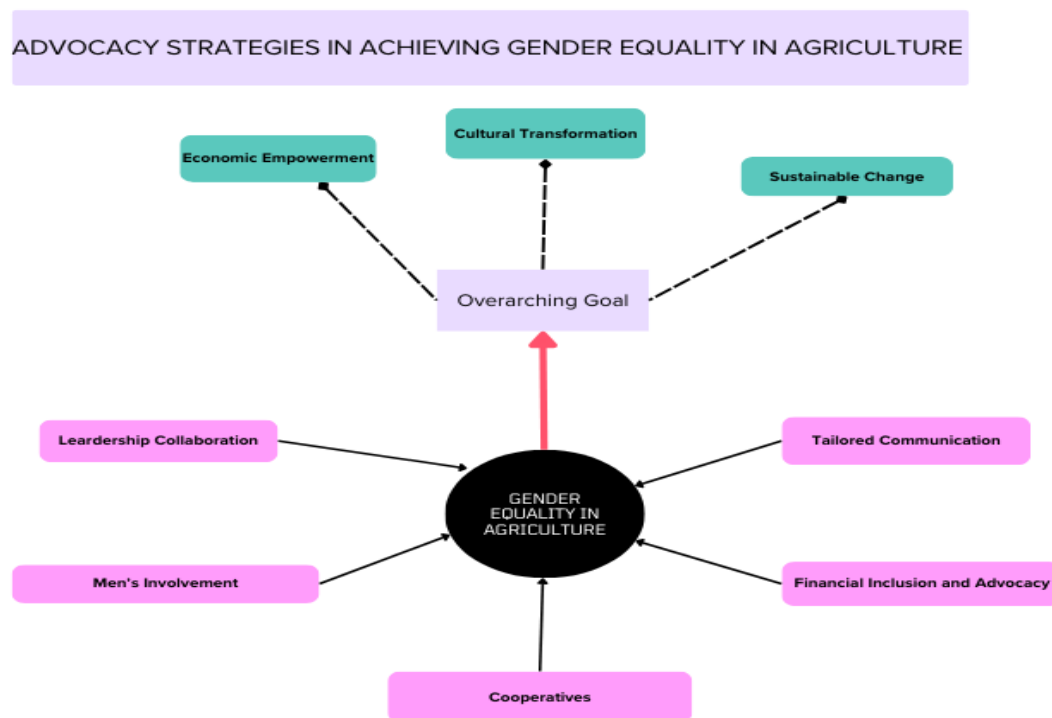 ADVOCACY STRATEGIES IN ACHIEVING GENDER EQUALITY IN AGRICULTURE
Cultural Transformation
Economic Empowerment
Sustainable Change
Overarching Goal
Leardership Collaboration
Tailored Communication
GENDER
EQUALITY IN
AGRICULTURE
Men's Involvement
Financial Inclusion and Advocacy
Cooperatives